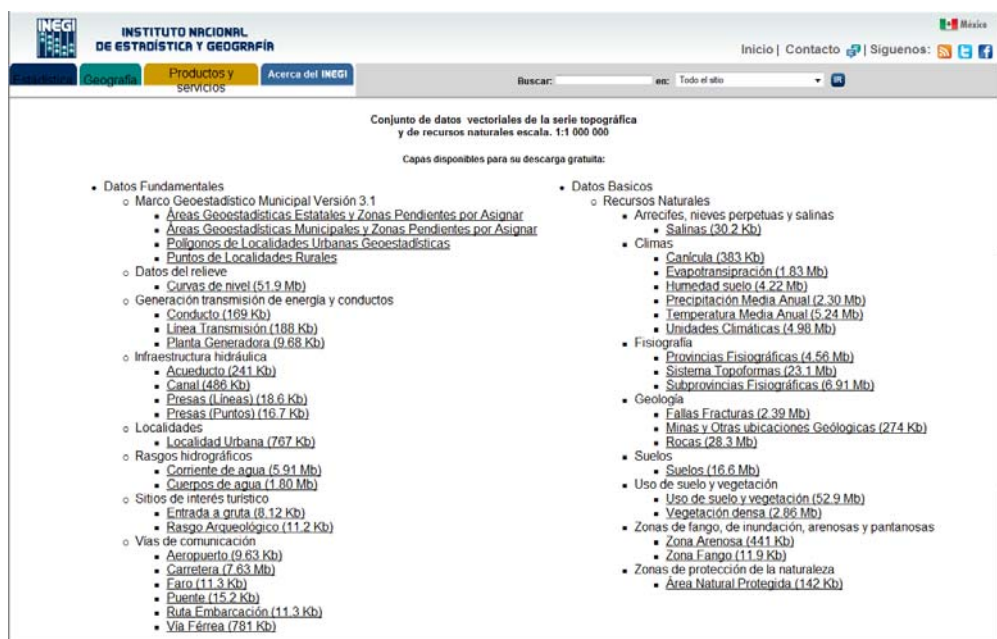 INEGI
INSTITUTO NACIONAL
DE ESTADÍSTICA Y GEOGRAFÍA
México
Inicio | Contacto | Siguenos:
Estadística
Geografía
Productos y
servicios
Acerca del INEGI
Buscar: en: Todo el sitio
IR
Conjunto de datos vectoriales de la serie topográfica
y de recursos naturales escala. 1:1 000 000
Capas disponibles para su descarga gratuita:
Datos Fundamentales
Marco Geoestadístico Municipal Versión 3.1
Áreas Geoestadísticas Estatales y Zonas Pendientes por Asignar
Áreas Geoestadísticas Municipales y Zonas Pendientes por Asignar
Polígonos de Localidades Urbanas Geoestadísticas
Puntos de Localidades Rurales
Datos del relieve
Curvas de nivel (51.9 Mb)
Generación transmisión de energía y conductos
Conducto (169 Kb)
Línea Transmisión (188 Kb)
Planta Generadora (9.68 Kb)
Infraestructura hidráulica
Acueducto (241 Kb)
Canal (486 Kb)
Presas (Líneas) (18.6 Kb)
Presas (Puntos) (16.7 Kb)
Localidades
Localidad Urbana (767 Kb)
Rasgos hidrográficos
Corriente de agua (5.91 Mb)
Cuerpos de agua (1.80 Mb)
Sitios de interés turístico
Entrada a gruta (8.12 Kb)
Rasgo Arqueológico (11.2 Kb)
Vías de comunicación
Aeropuerto (9.63 Kb)
Carretera (7.63 Mb)
Faro (11.3 Kb)
Puente (15.2 Kb)
Ruta Embarcación (11.3 Kb)
Vía Férrea (781 Kb)
Datos Basicos
Recursos Naturales
Arrecifes, nieves perpetuas y salinas
Salinas (30.2 Kb)
Climas
Canícula (383 Kb)
Evapotranspiración (1.83 Mb)
Humedad suelo (4.22 Mb)
Precipitación Media Anual (2.30 Mb)
Temperatura Media Anual (5.24 Mb)
Unidades Climáticas (4.98 Mb)
Fisiografía
Provincias Fisiográficas (4.56 Mb)
Sistema Topoformas (23.1 Mb)
Subprovincias Fisiográficas (6.91 Mb)
Geología
Fallas Fracturas (2.39 Mb)
Minas y Otras ubicaciones Geólogicas (274 Kb)
Rocas (28.3 Mb)
Suelos
Suelos (16.6 Mb)
Uso de suelo y vegetación
Uso de suelo y vegetación (52.9 Mb)
Vegetación densa (2.86 Mb)
Zonas de fango, de inundación, arenosas y pantanosas
Zona Arenosa (441 Kb)
Zona Fango (11.9 Kb)
Zonas de protección de la naturaleza
Área Natural Protegida (142 Kb)